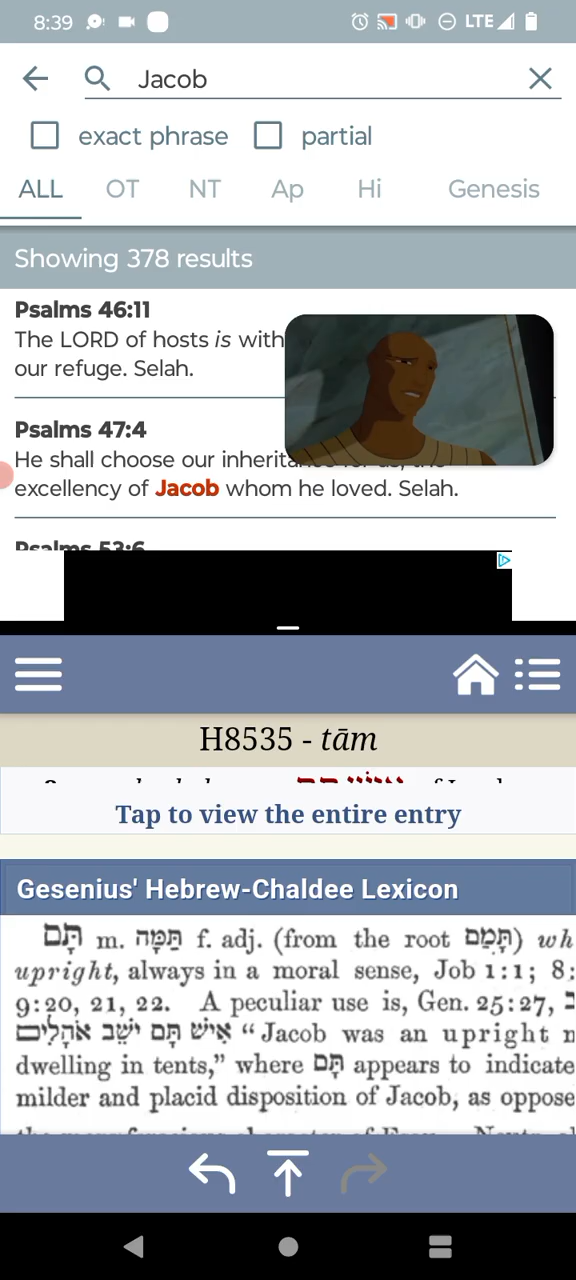 8:39 LTE
Jacob
exact phrase partial
ALL OT NT Ap Hi Genesis
Showing 378 results
Psalms 46:11
The LORD of hosts is with
our refuge. Selah.
Psalms 47:4
He shall choose our
excellency of Jacob whom he loved. Selah.
Psalms 53:6
H8535 - tām
Tap to view the entire entry
Gesenius' Hebrew-Chaldee Lexicon
תָּם m. תַּמָּה f. adj. (from the root תָּמַם) wh
upright, always in a moral sense, Job 1:1; 8:
9:20, 21, 22. A peculiar use is, Gen. 25:27,
אִישׁ תָּם ישֵׁב אֹהָלִים “Jacob was an upright
dwelling in tents,” where תָּם appears to indicate
milder and placid disposition of Jacob, as oppose